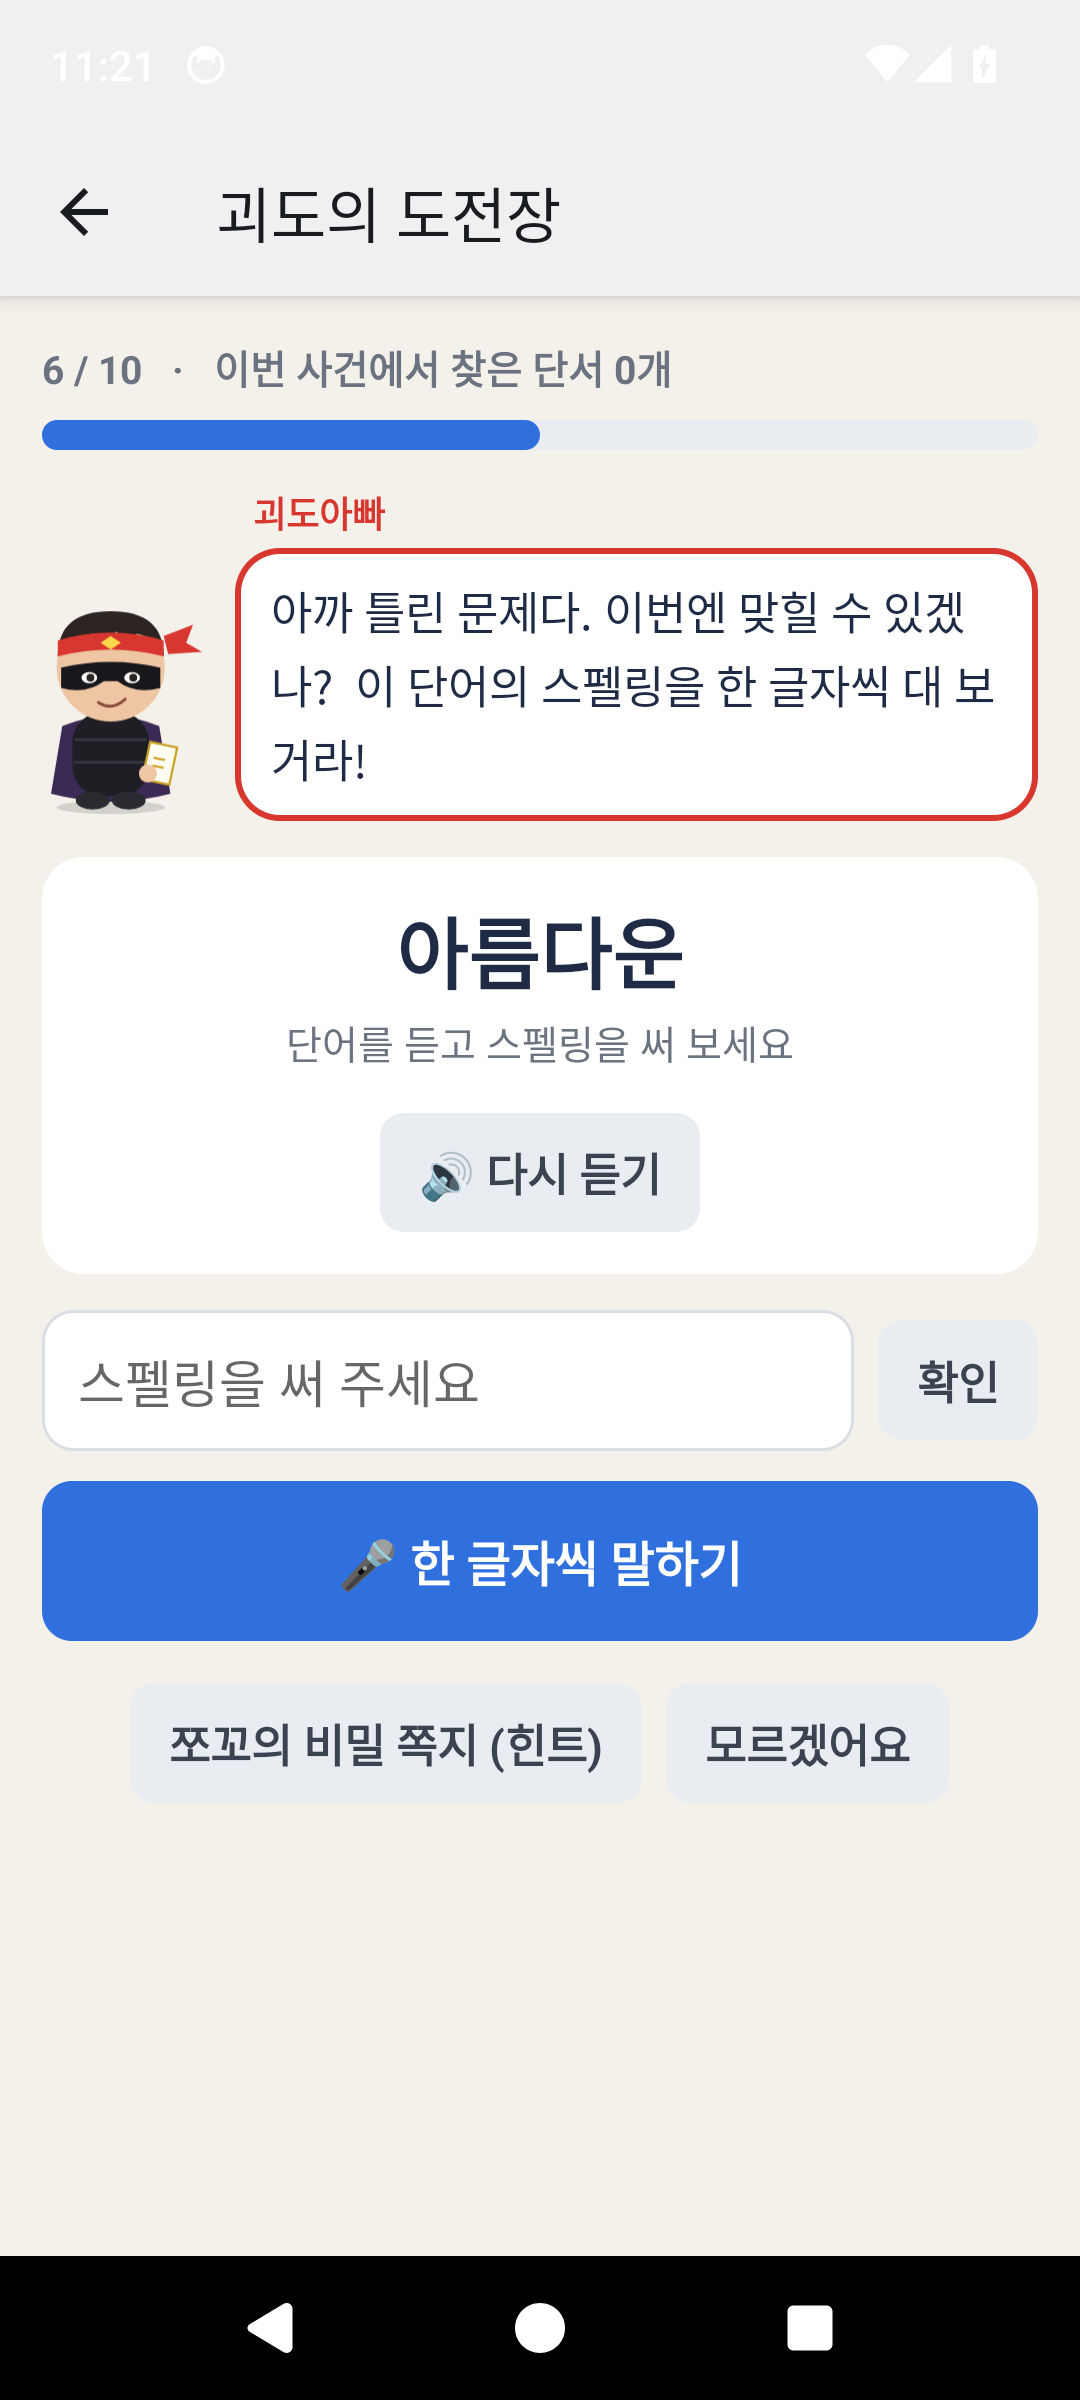 11:21
괴도의 도전장
6 / 10 · 이번 사건에서 찾은 단서 0개
괴도아빠
아까 틀린 문제다. 이번엔 맞힐 수 있겠
나? 이 단어의 스펠링을 한 글자씩 대 보
거라!
아름다운
단어를 듣고 스펠링을 써 보세요
🔊 다시 듣기
스펠링을 써 주세요
확인
🎤 한 글자씩 말하기
쪼꼬의 비밀 쪽지 (힌트)
모르겠어요